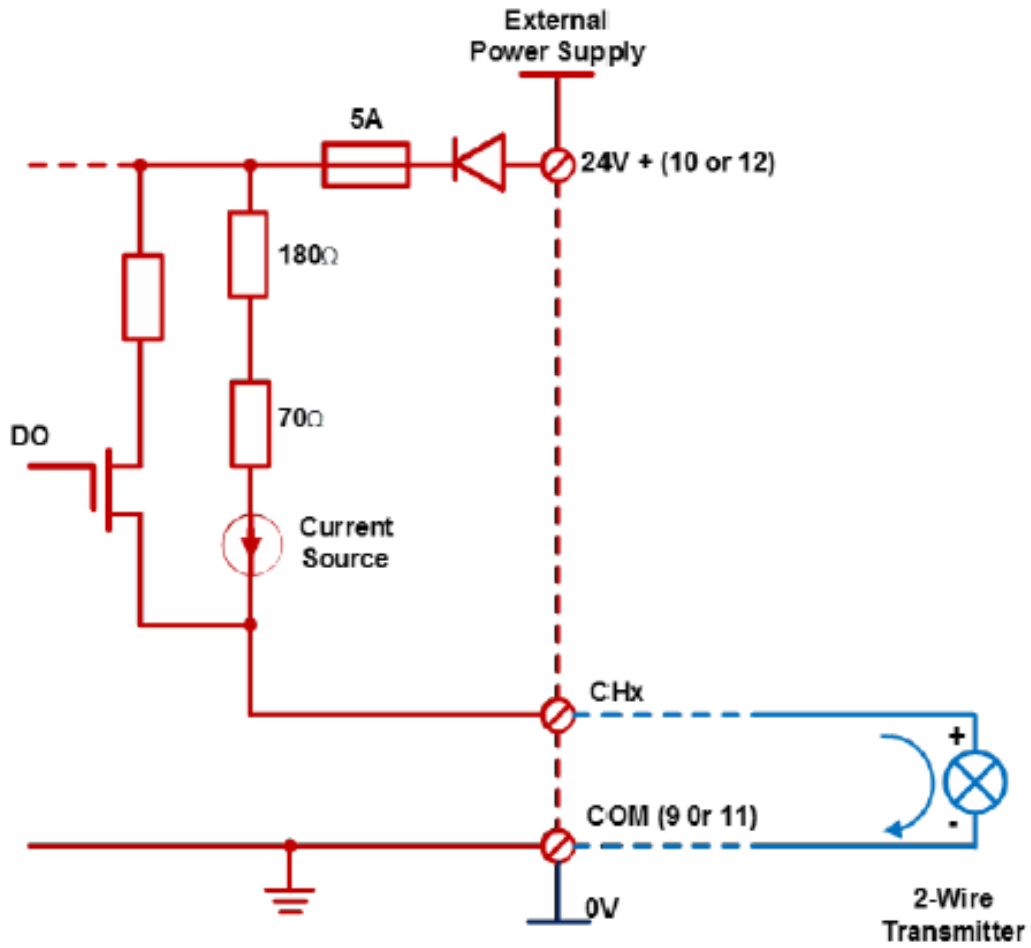 External
Power Supply
5A
24V + (10 or 12)
180Ω
70Ω
DO
Current
Source
CHx
+
-
COM (9 0r 11)
0V
2-Wire
Transmitter